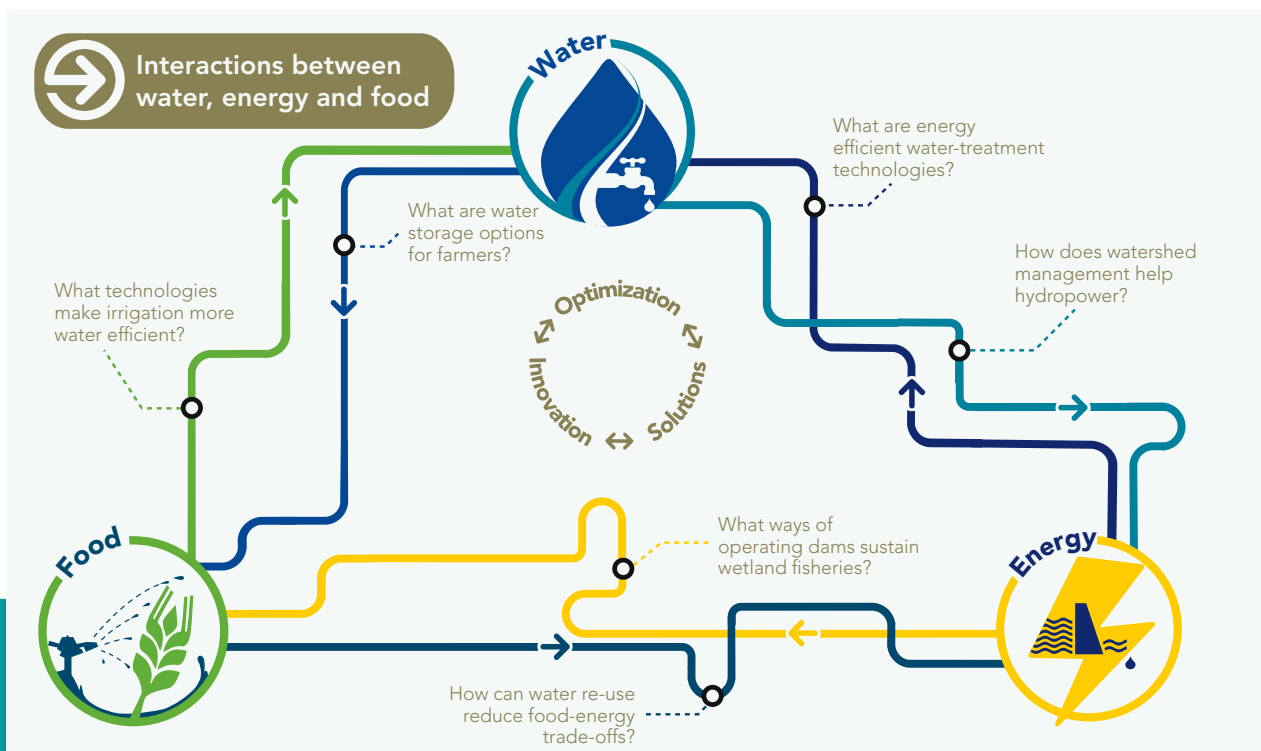 Interactions between
water, energy and food
Water
What are energy
efficient water-treatment
technologies?
What are water
storage options
for farmers?
How does watershed
management help
hydropower?
What technologies
make irrigation more
water efficient?
Optimization
Innovation
Solutions
What ways of
operating dams sustain
wetland fisheries?
Food
Energy
How can water re-use
reduce food-energy
trade-offs?